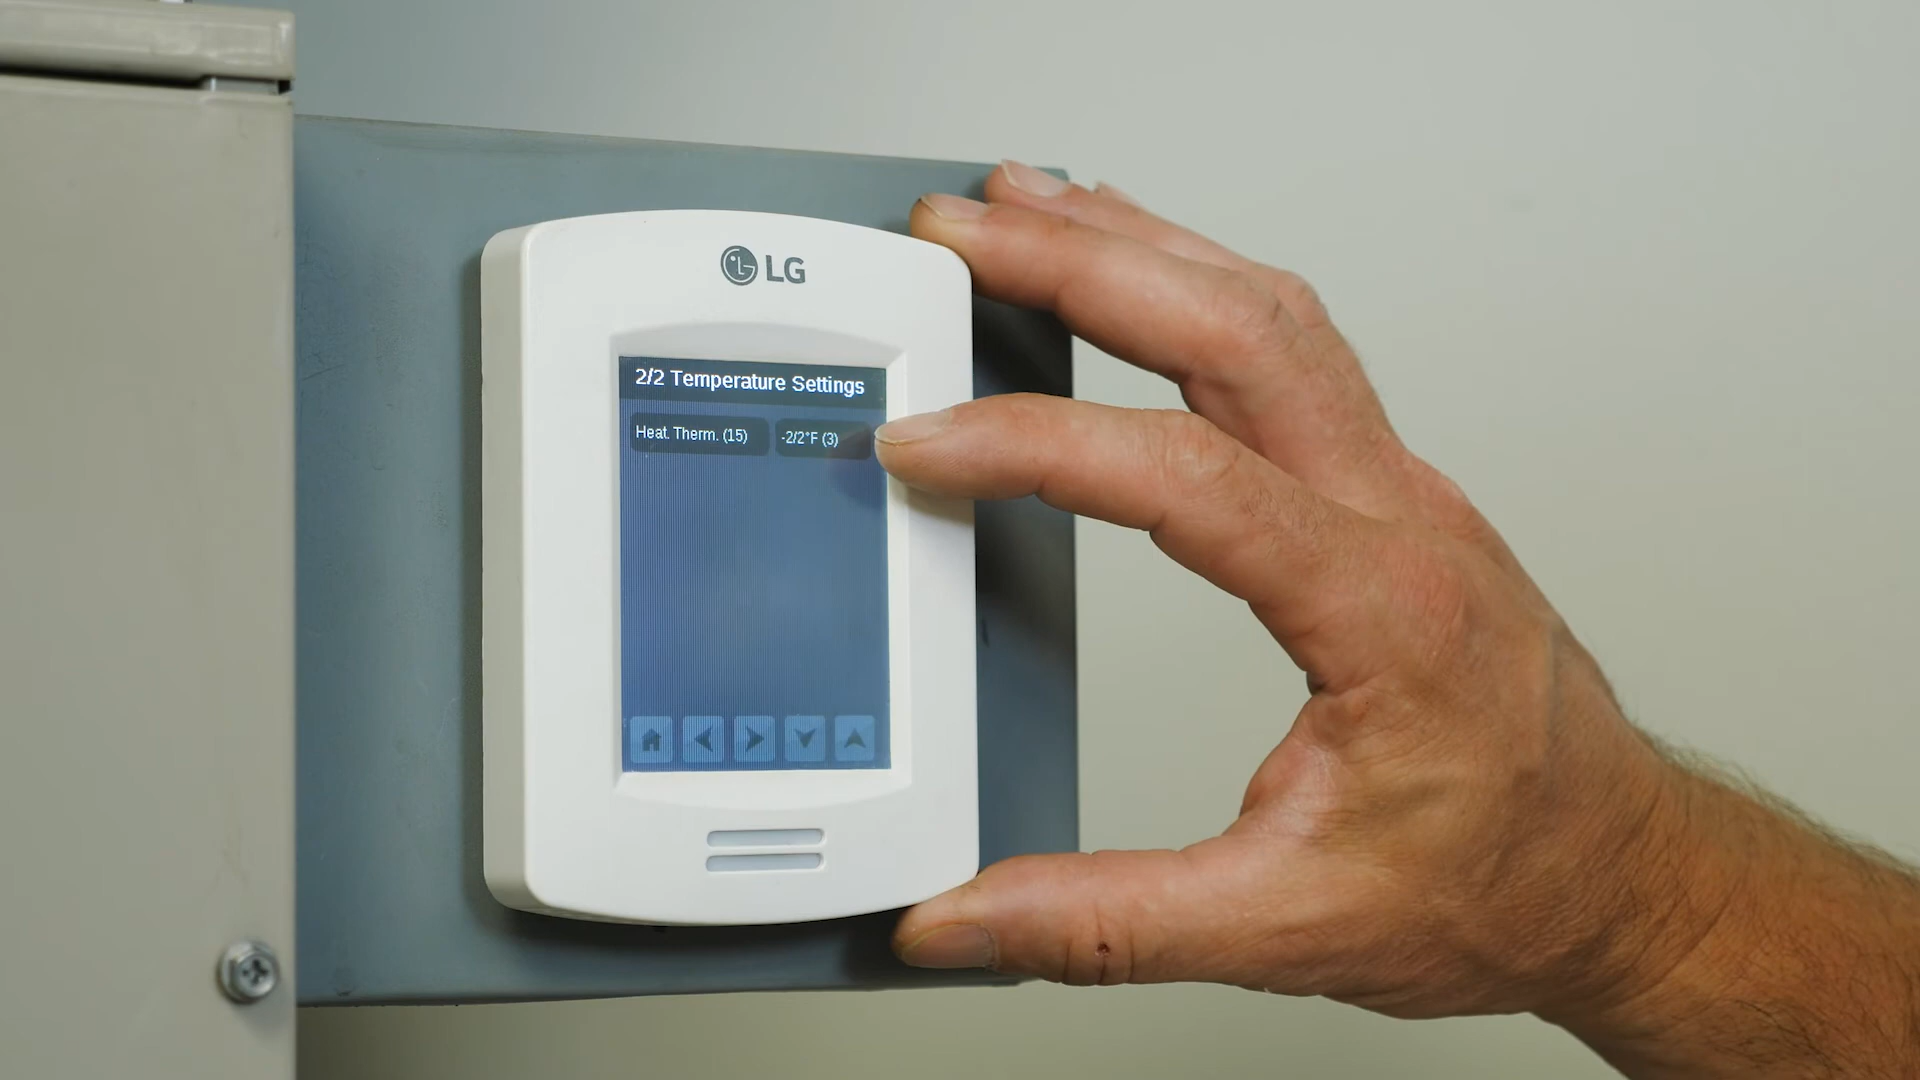 LG
2/2 Temperature Settings
Heat. Therm. (15) -2/2°F (3)